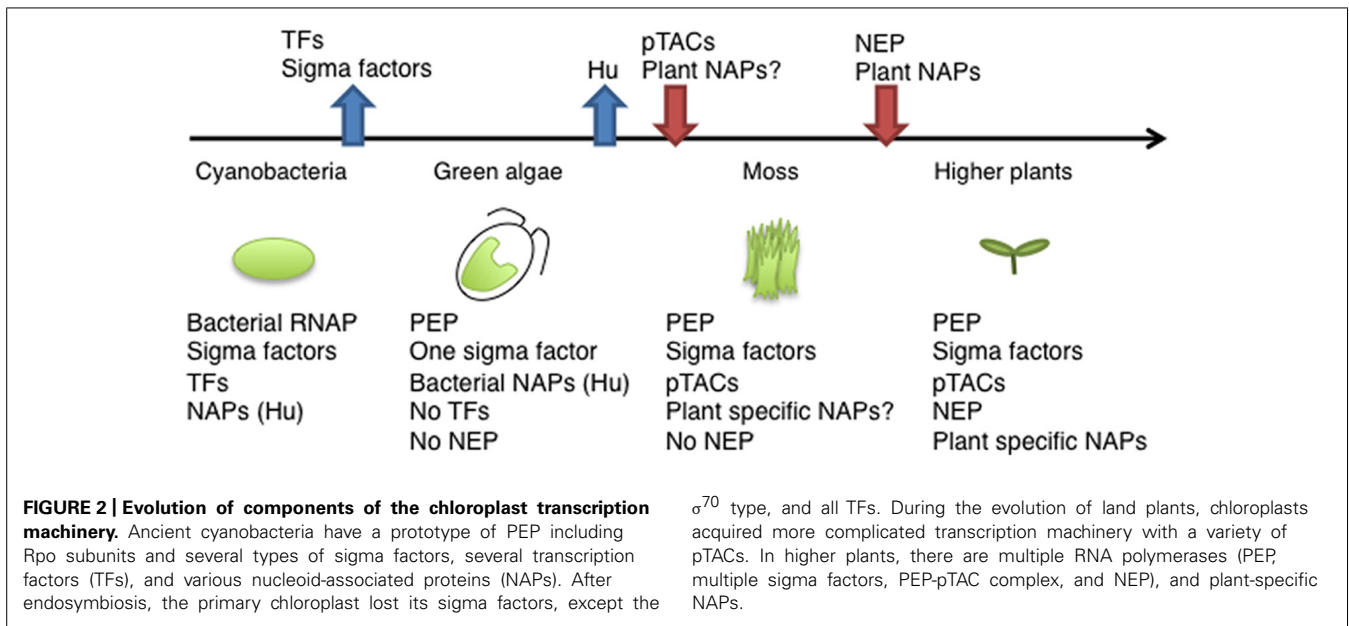 TFs
Sigma factors
Hu
pTACs
Plant NAPs?
NEP
Plant NAPs
Cyanobacteria
Green algae
Moss
Higher plants
Bacterial RNAP
Sigma factors
TFs
NAPs (Hu)
PEP
One sigma factor
Bacterial NAPs (Hu)
No TFs
No NEP
PEP
Sigma factors
pTACs
Plant specific NAPs?
No NEP
PEP
Sigma factors
pTACs
NEP
Plant specific NAPs
FIGURE 2 | Evolution of components of the chloroplast transcription
machinery. Ancient cyanobacteria have a prototype of PEP including
Rpo subunits and several types of sigma factors, several transcription
factors (TFs), and various nucleoid-associated proteins (NAPs). After
endosymbiosis, the primary chloroplast lost its sigma factors, except the
σ70 type, and all TFs. During the evolution of land plants, chloroplasts
acquired more complicated transcription machinery with a variety of
pTACs. In higher plants, there are multiple RNA polymerases (PEP,
multiple sigma factors, PEP-pTAC complex, and NEP), and plant-specific
NAPs.